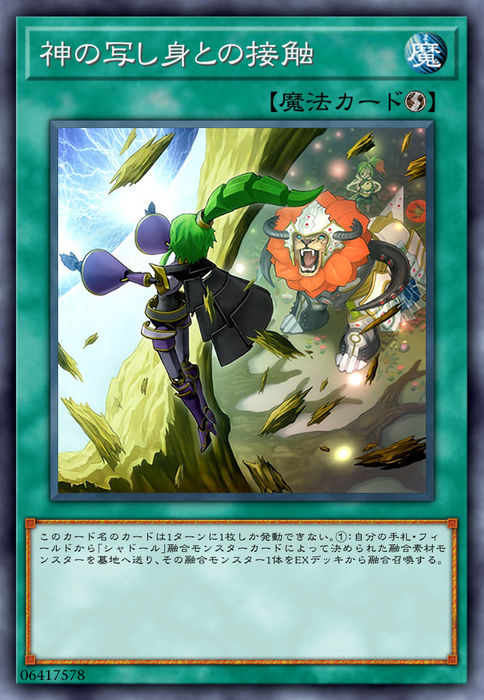 神の写し身との接触
魔
【魔法カード】
このカード名のカードは1ターンに1枚しか発動できない。①:自分の手札・フィ
ールドから「シャドール」融合モンスターカードによって決められた融合素材モ
ンスターを墓地へ送り、その融合モンスター1体をEXデッキから融合召喚する。
06417578